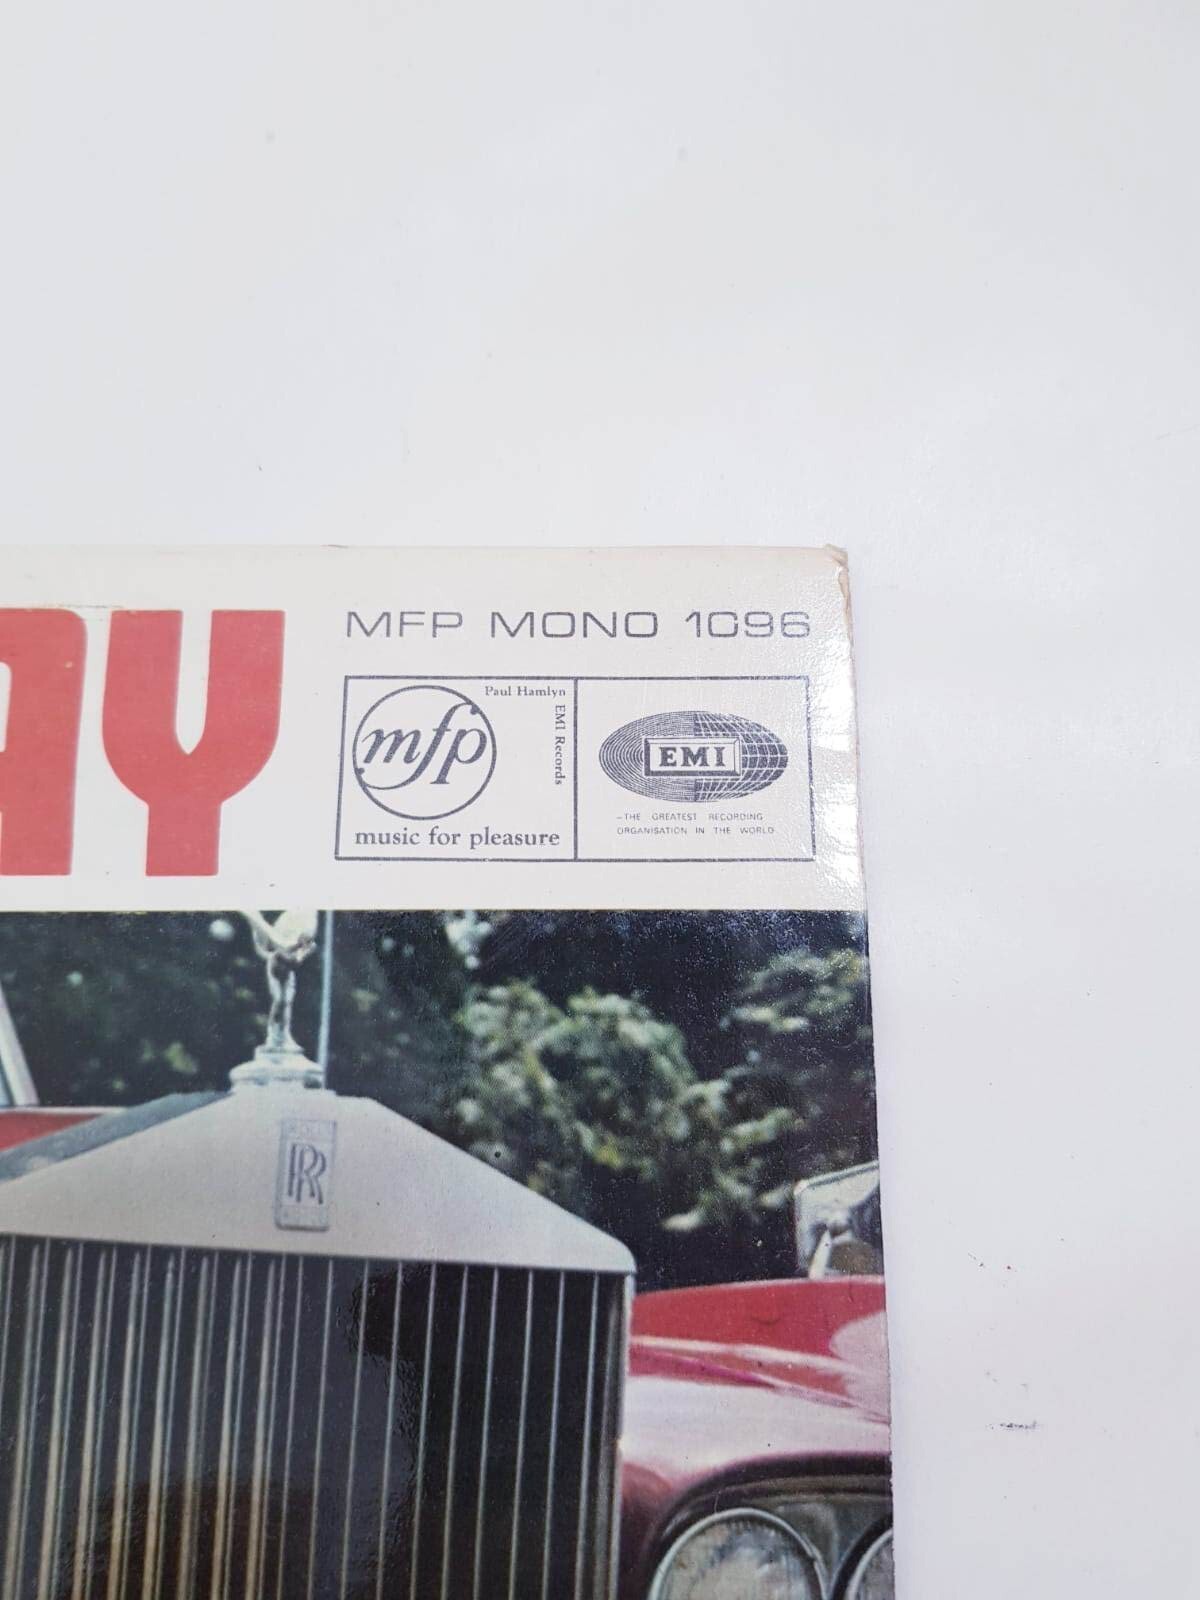 AY
MFP MONO 1096
Paul Hamlyn
EMI Records
mfp
music for pleasure
EMI
—THE GREATEST RECORDING
ORGANISATION IN THE WORLD
RR